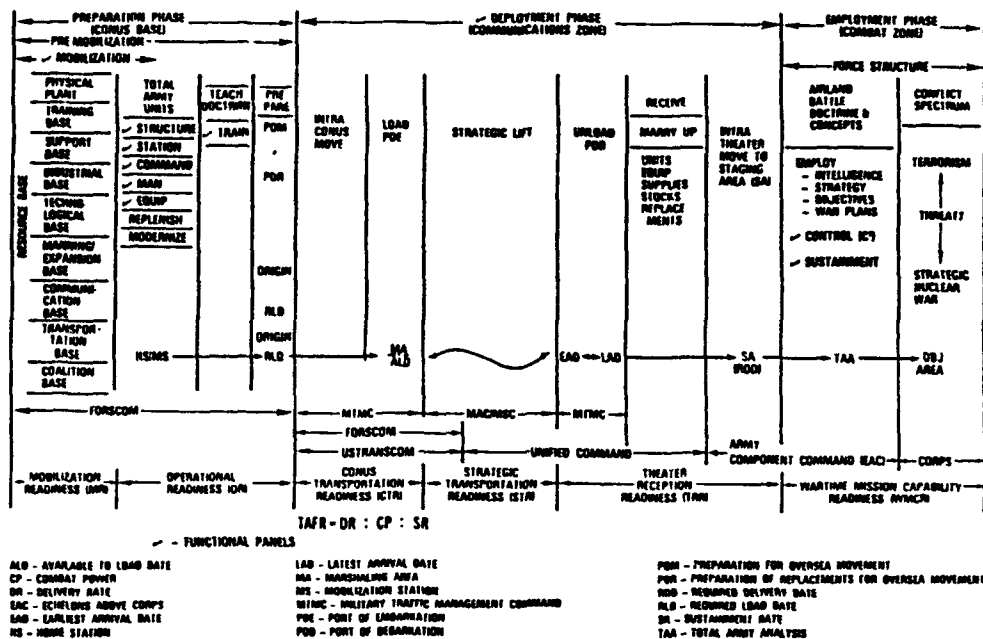 PREPARATION PHASE
(CONUS BASE)
✓ DEPLOYMENT PHASE
(COMMUNICATIONS ZONE)
EMPLOYMENT PHASE
(COMBAT ZONE)
PREMOBILIZATION
✓ MOBILIZATION
FORCE STRUCTURE
RESOURCE BASE
PHYSICAL
PLANT
TRAINING
BASE
SUPPORT
BASE
INDUSTRIAL
BASE
TECHNO
LOGICAL
BASE
MANNING/
EXPANSION
BASE
COMMUNI-
CATION
BASE
TRANSPOR-
TATION
BASE
COALITION
BASE
TOTAL
ARMY
UNITS
✓ STRUCTURE
✓ STATION
✓ COMMAND
✓ MAN
✓ EQUIP
REPLENISH
MODERNIZE
HS/MS
TEACH
DOCTRINE
✓ TRAIN
PRE
PARE
POM
POR
ORIGIN
RLD
ORIGIN
RLD
INTRA
CONUS
MOVE
LOAD
POE
MA
ALD
STRATEGIC LIFT
UNLOAD
POD
EAD
LAD
RECEIVE
MARRY UP
UNITS
EQUIP
SUPPLIES
STOCKS
REPLACE
MENTS
INTRA
THEATER
MOVE TO
STAGING
AREA (SA)
SA
(RDD)
AIRLAND
BATTLE
DOCTRINE &
CONCEPTS
EMPLOY
- INTELLIGENCE
- STRATEGY
- OBJECTIVES
- WAR PLANS
✓ CONTROL (C³)
✓ SUSTAINMENT
TAA
CONFLICT
SPECTRUM
TERRORISM
THREAT?
STRATEGIC
NUCLEAR
WAR
OBJ
AREA
FORSCOM
MTMC
MAC/MSC
MTMC
FORSCOM
USTRANSCOM
UNIFIED COMMAND
ARMY
COMPONENT COMMAND (EAC)
CORPS
MOBILIZATION
READINESS (MR)
OPERATIONAL
READINESS (OR)
CONUS
TRANSPORTATION
READINESS (CTR)
STRATEGIC
TRANSPORTATION
READINESS (STR)
THEATER
RECEPTION
READINESS (TRR)
WARTIME MISSION CAPABILITY
READINESS (WMCR)
TAFR = DR : CP : SR
✓ - FUNCTIONAL PANELS
ALD - AVAILABLE TO LOAD DATE
CP - COMBAT POWER
DR - DELIVERY RATE
EAC - ECHELONS ABOVE CORPS
EAD - EARLIEST ARRIVAL DATE
HS - HOME STATION
LAD - LATEST ARRIVAL DATE
MA - MARSHALING AREA
MS - MOBILIZATION STATION
MTMC - MILITARY TRAFFIC MANAGEMENT COMMAND
POE - PORT OF EMBARKATION
POD - PORT OF DEBARKATION
POM - PREPARATION FOR OVERSEA MOVEMENT
POR - PREPARATION OF REPLACEMENTS FOR OVERSEA MOVEMENT
RDD - REQUIRED DELIVERY DATE
RLD - REQUIRED LOAD DATE
SR - SUSTAINMENT RATE
TAA - TOTAL ARMY ANALYSIS